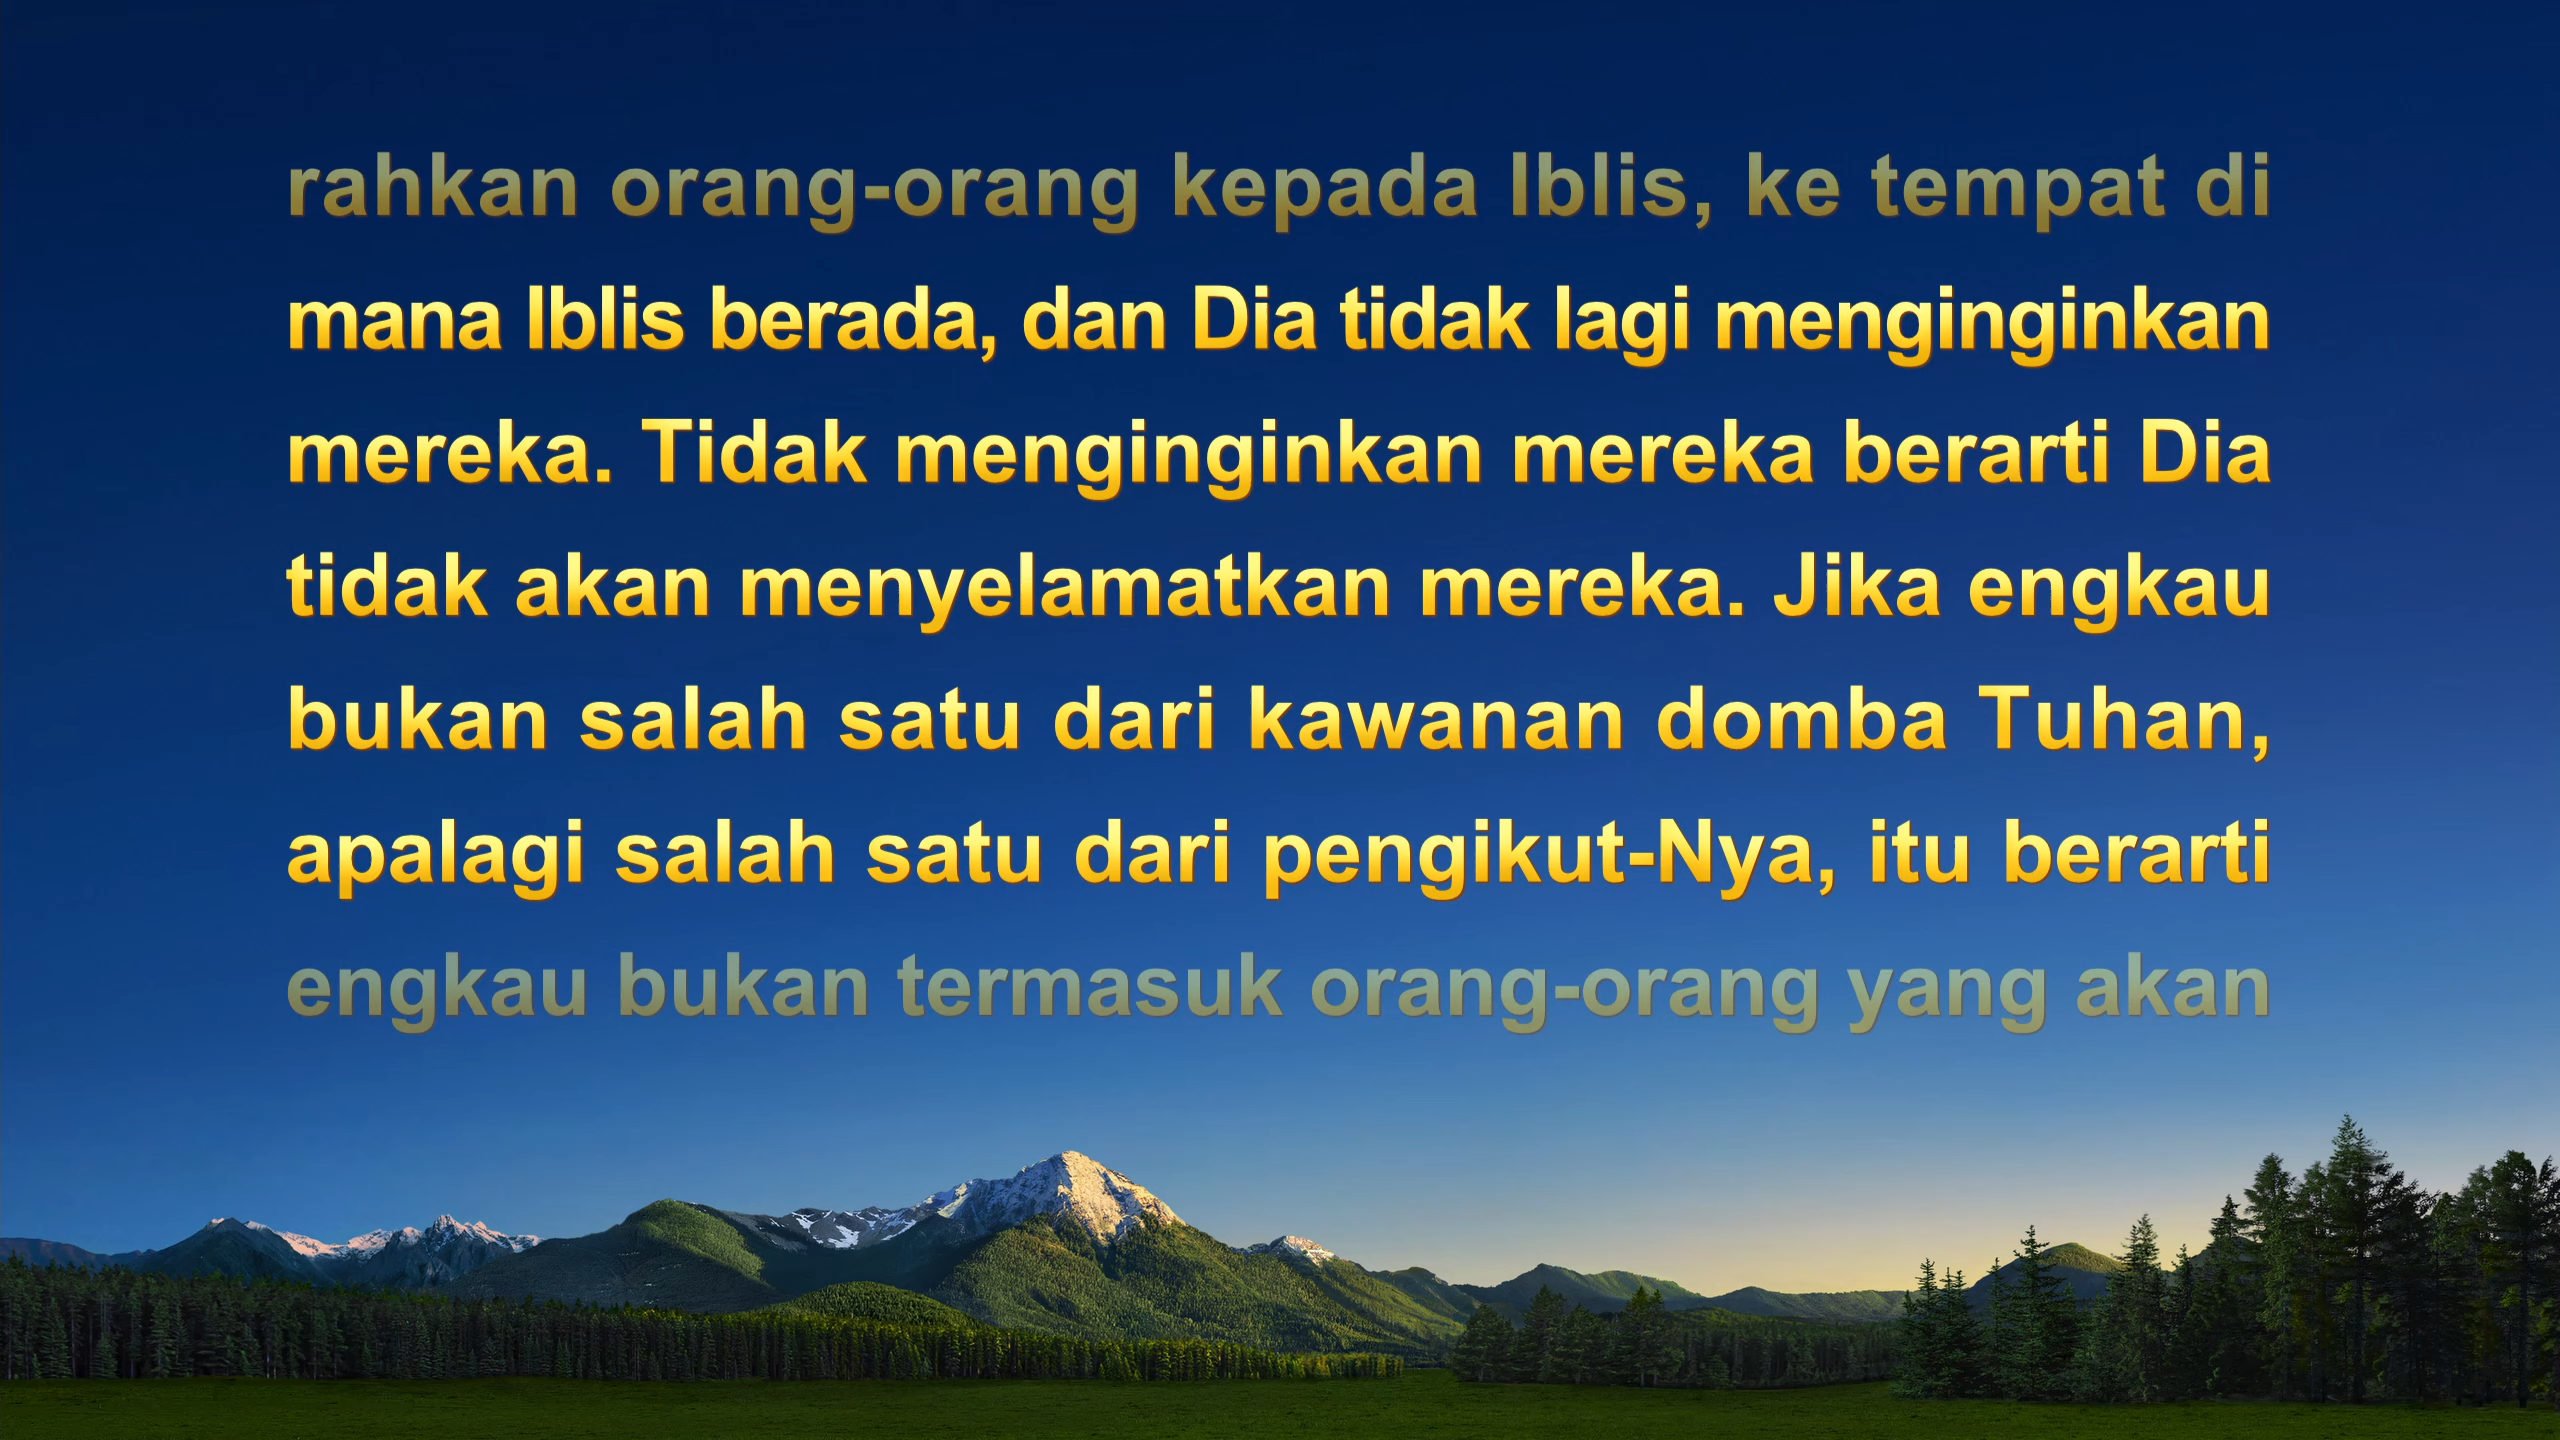 rahkan orang-orang kepada Iblis, ke tempat di
mana Iblis berada, dan Dia tidak lagi menginginkan
mereka. Tidak menginginkan mereka berarti Dia
tidak akan menyelamatkan mereka. Jika engkau
bukan salah satu dari kawanan domba Tuhan,
apalagi salah satu dari pengikut-Nya, itu berarti
engkau bukan termasuk orang-orang yang akan